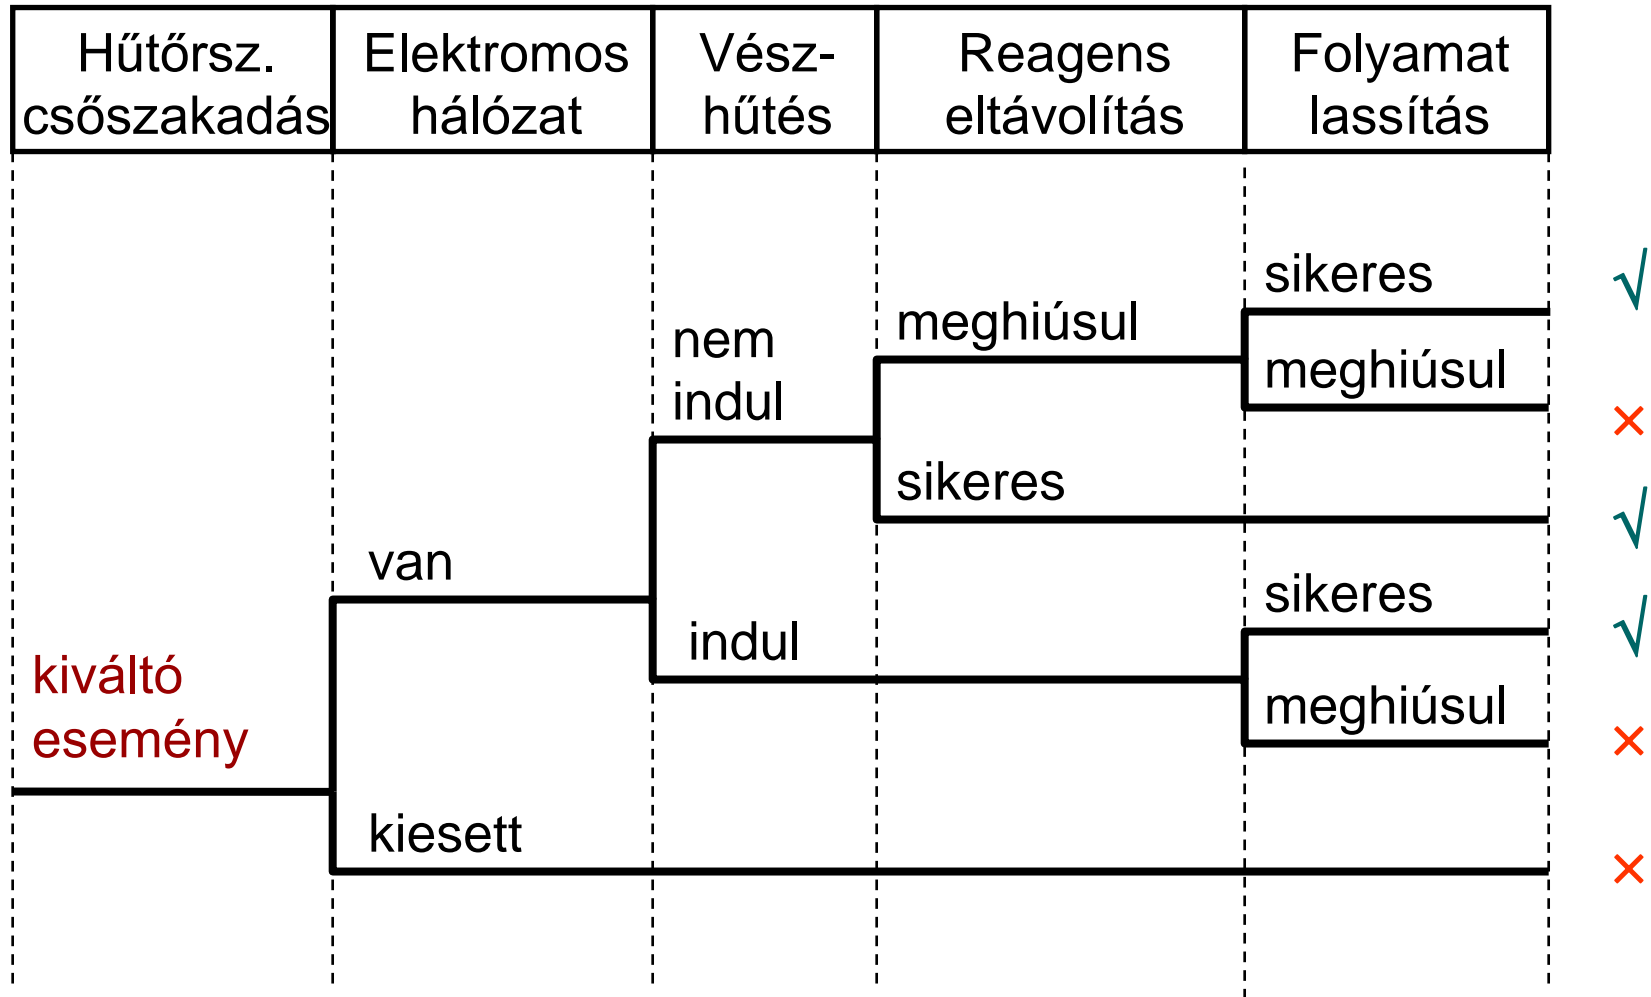 Hűtőrsz.
csőszakadás
Elektromos
hálózat
Vész-
hűtés
Reagens
eltávolítás
Folyamat
lassítás
sikeres
√
nem
indul
meghiúsul
meghiúsul
×
sikeres
√
van
sikeres
√
indul
kiváltó
esemény
meghiúsul
×
kiesett
×